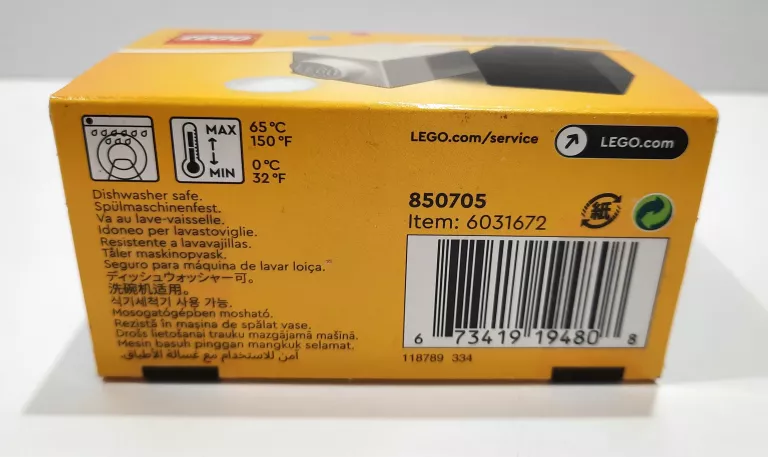 LEGO
LEGO
MAX
MIN
65°C
150°F
0°C
32°F
Dishwasher safe.
Spülmaschinenfest.
Va au lave-vaisselle.
Idoneo per lavastoviglie.
Resistente a lavavajillas.
Tåler maskinopvask.
Seguro para máquina de lavar loiça.
ディッシュウォッシャー可。
洗碗机适用。
식기세척기 사용 가능.
Mosogatógépben mosható.
Rezistă în mașina de spălat vase.
Drošs lietošanai trauku mazgājamā mašīnā.
Mesin basuh pinggan mangkuk selamat.
آمن للاستخدام مع غسالة الأطباق.
LEGO.com/service
LEGO.com
850705
Item: 6031672
紙
6 73419 19480 8
118789 334